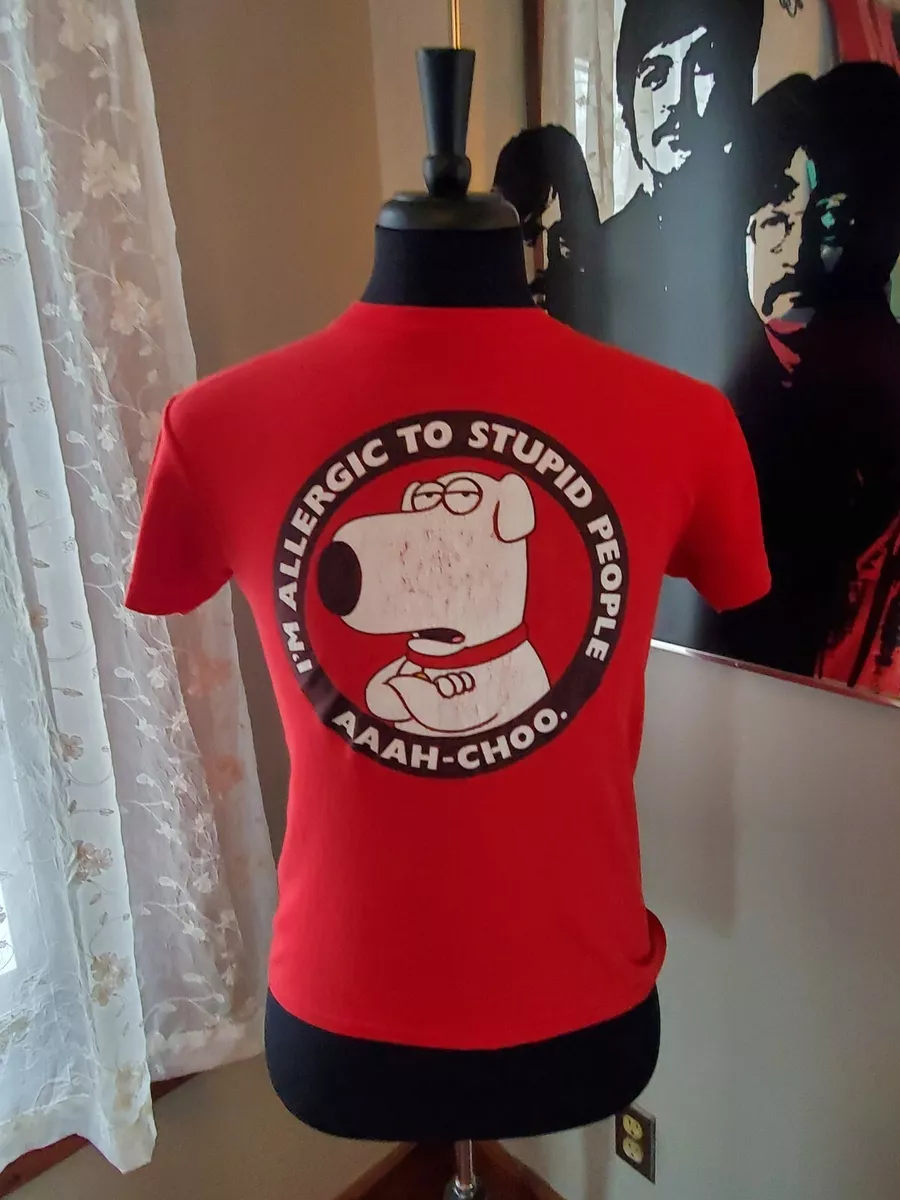 I'M ALLERGIC TO STUPID PEOPLE
AAAH-CHOO.